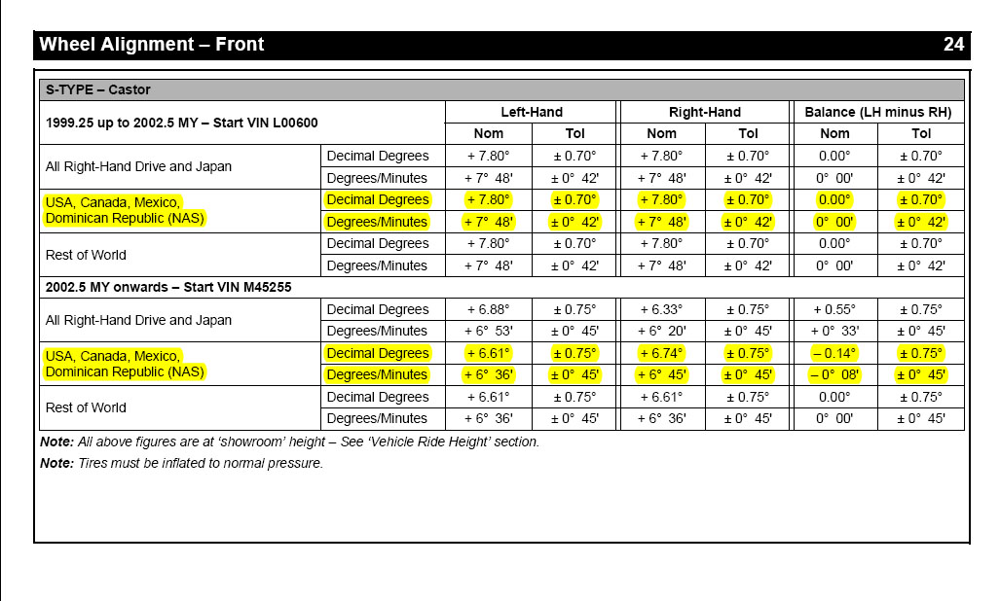 Wheel Alignment – Front 24
S-TYPE – Castor
1999.25 up to 2002.5 MY – Start VIN L00600 Left-Hand Right-Hand Balance (LH minus RH)
Nom Tol Nom Tol Nom Tol
All Right-Hand Drive and Japan Decimal Degrees + 7.80° ± 0.70° + 7.80° ± 0.70° 0.00° ± 0.70°
Degrees/Minutes + 7° 48' ± 0° 42' + 7° 48' ± 0° 42' 0° 00' ± 0° 42'
USA, Canada, Mexico, Decimal Degrees + 7.80° ± 0.70° + 7.80° ± 0.70° 0.00° ± 0.70°
Dominican Republic (NAS) Degrees/Minutes + 7° 48' ± 0° 42' + 7° 48' ± 0° 42' 0° 00' ± 0° 42'
Rest of World Decimal Degrees + 7.80° ± 0.70° + 7.80° ± 0.70° 0.00° ± 0.70°
Degrees/Minutes + 7° 48' ± 0° 42' + 7° 48' ± 0° 42' 0° 00' ± 0° 42'
2002.5 MY onwards – Start VIN M45255
All Right-Hand Drive and Japan Decimal Degrees + 6.88° ± 0.75° + 6.33° ± 0.75° + 0.55° ± 0.75°
Degrees/Minutes + 6° 53' ± 0° 45' + 6° 20' ± 0° 45' + 0° 33' ± 0° 45'
USA, Canada, Mexico, Decimal Degrees + 6.61° ± 0.75° + 6.74° ± 0.75° – 0.14° ± 0.75°
Dominican Republic (NAS) Degrees/Minutes + 6° 36' ± 0° 45' + 6° 45' ± 0° 45' – 0° 08' ± 0° 45'
Rest of World Decimal Degrees + 6.61° ± 0.75° + 6.61° ± 0.75° 0.00° ± 0.75°
Degrees/Minutes + 6° 36' ± 0° 45' + 6° 36' ± 0° 45' 0° 00' ± 0° 45'
Note: All above figures are at ‘showroom’ height – See ‘Vehicle Ride Height’ section.
Note: Tires must be inflated to normal pressure.